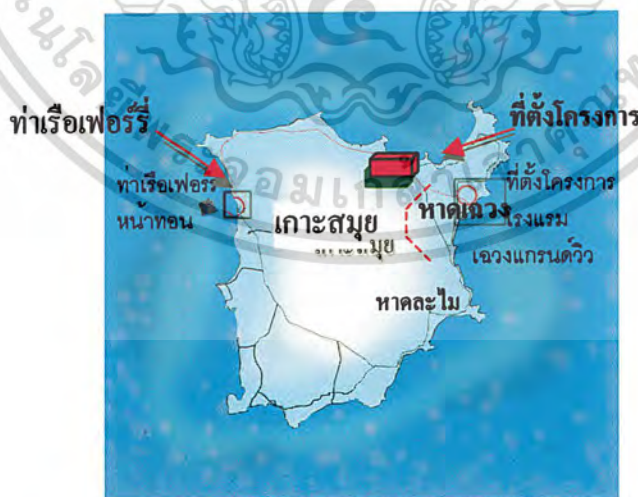 ท่าเรือเฟอร์รี่
ที่ตั้งโครงการ
ท่าเรือเฟอรร
หน้าทอน
ที่ตั้งโครงการ
โรงแรม
เฉวงแกรนด์วิว
หาดเฉวง
เกาะสมุย
มุย
หาดละไม